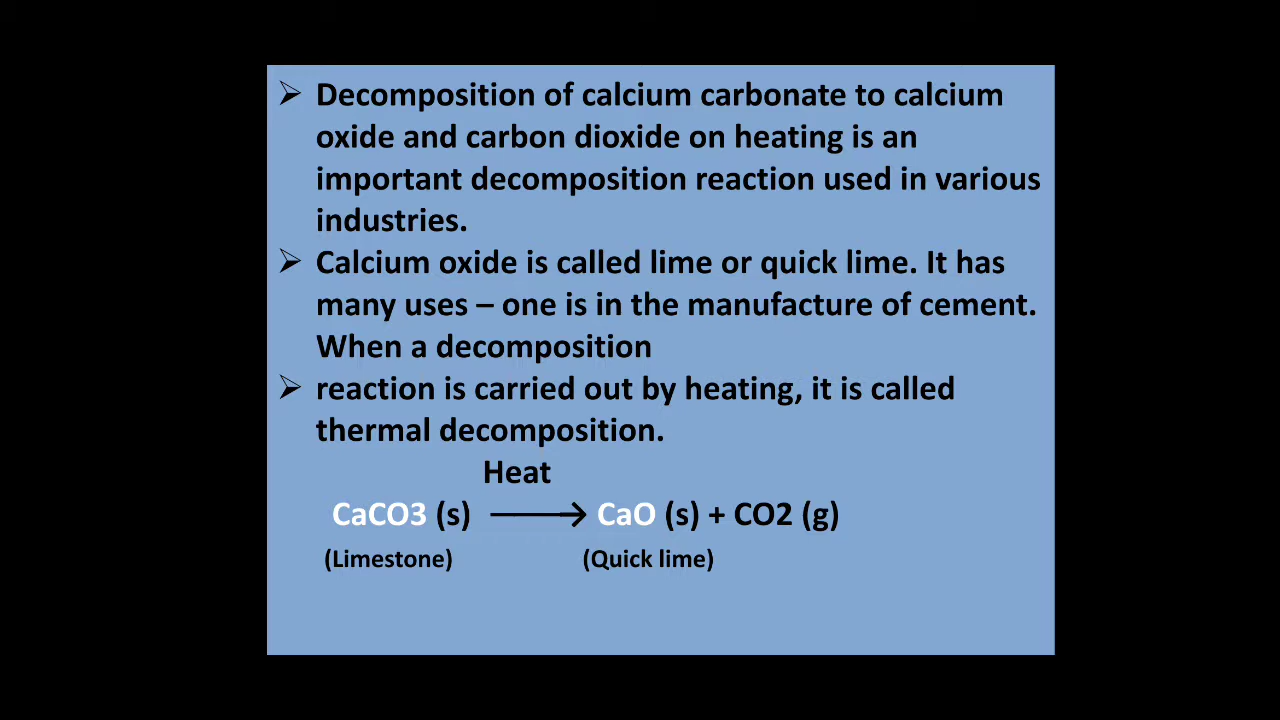 ➢ Decomposition of calcium carbonate to calcium
oxide and carbon dioxide on heating is an
important decomposition reaction used in various
industries.
➢ Calcium oxide is called lime or quick lime. It has
many uses – one is in the manufacture of cement.
When a decomposition
➢ reaction is carried out by heating, it is called
thermal decomposition.
Heat
CaCO3 (s) ⟶ CaO (s) + CO2 (g)
(Limestone) (Quick lime)